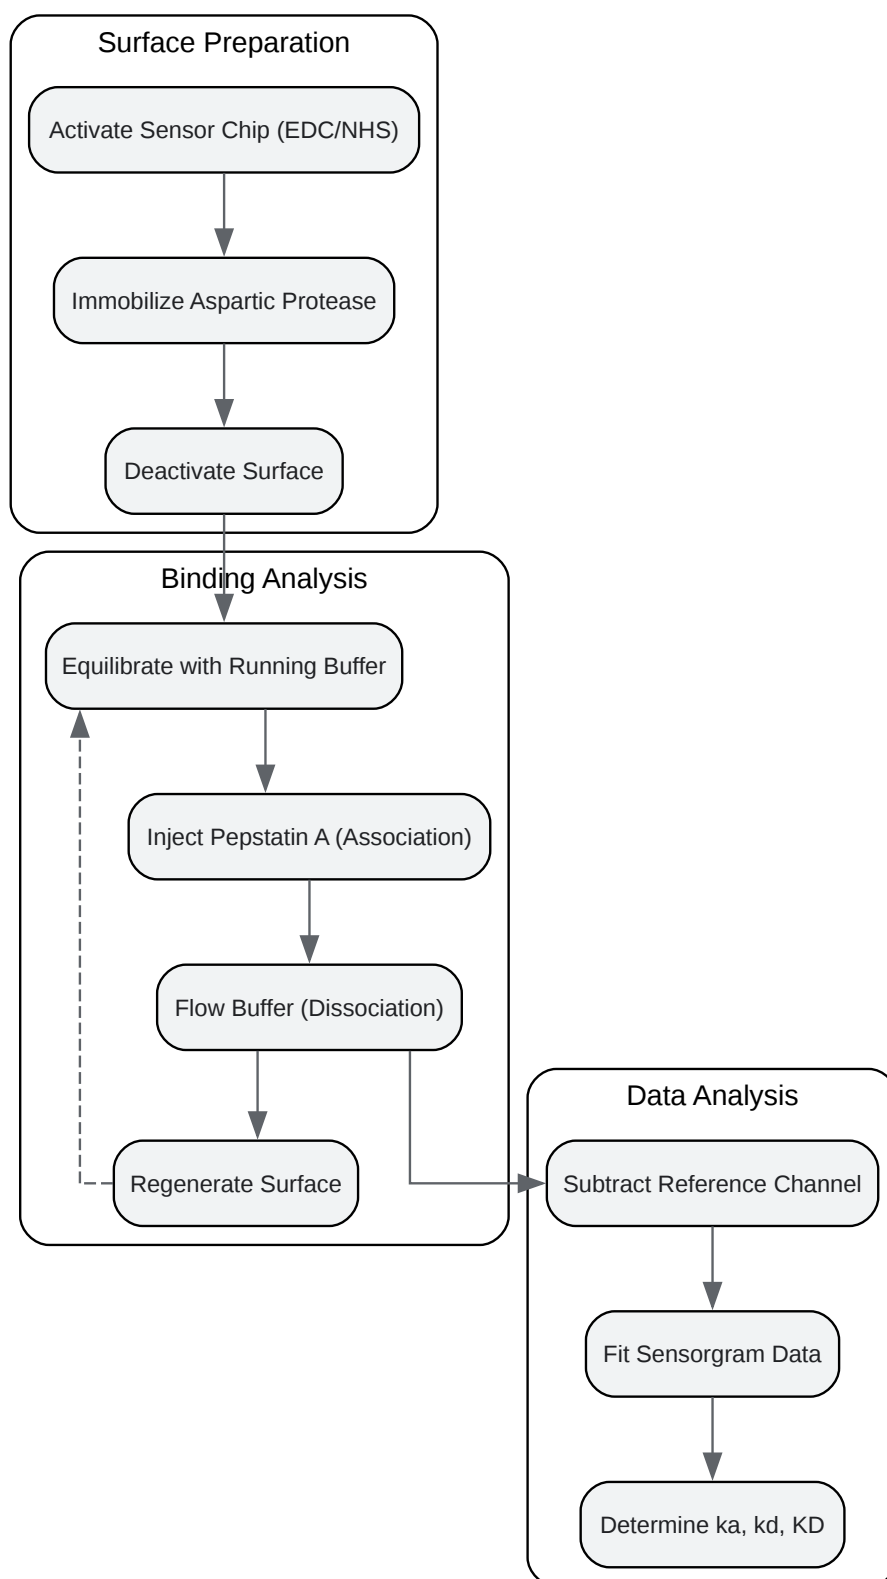 Surface Preparation
Activate Sensor Chip (EDC/NHS)
Immobilize Aspartic Protease
Deactivate Surface
Binding Analysis
Equilibrate with Running Buffer
Inject Pepstatin A (Association)
Flow Buffer (Dissociation)
Regenerate Surface
Data Analysis
Subtract Reference Channel
Fit Sensorgram Data
Determine ka, kd, KD